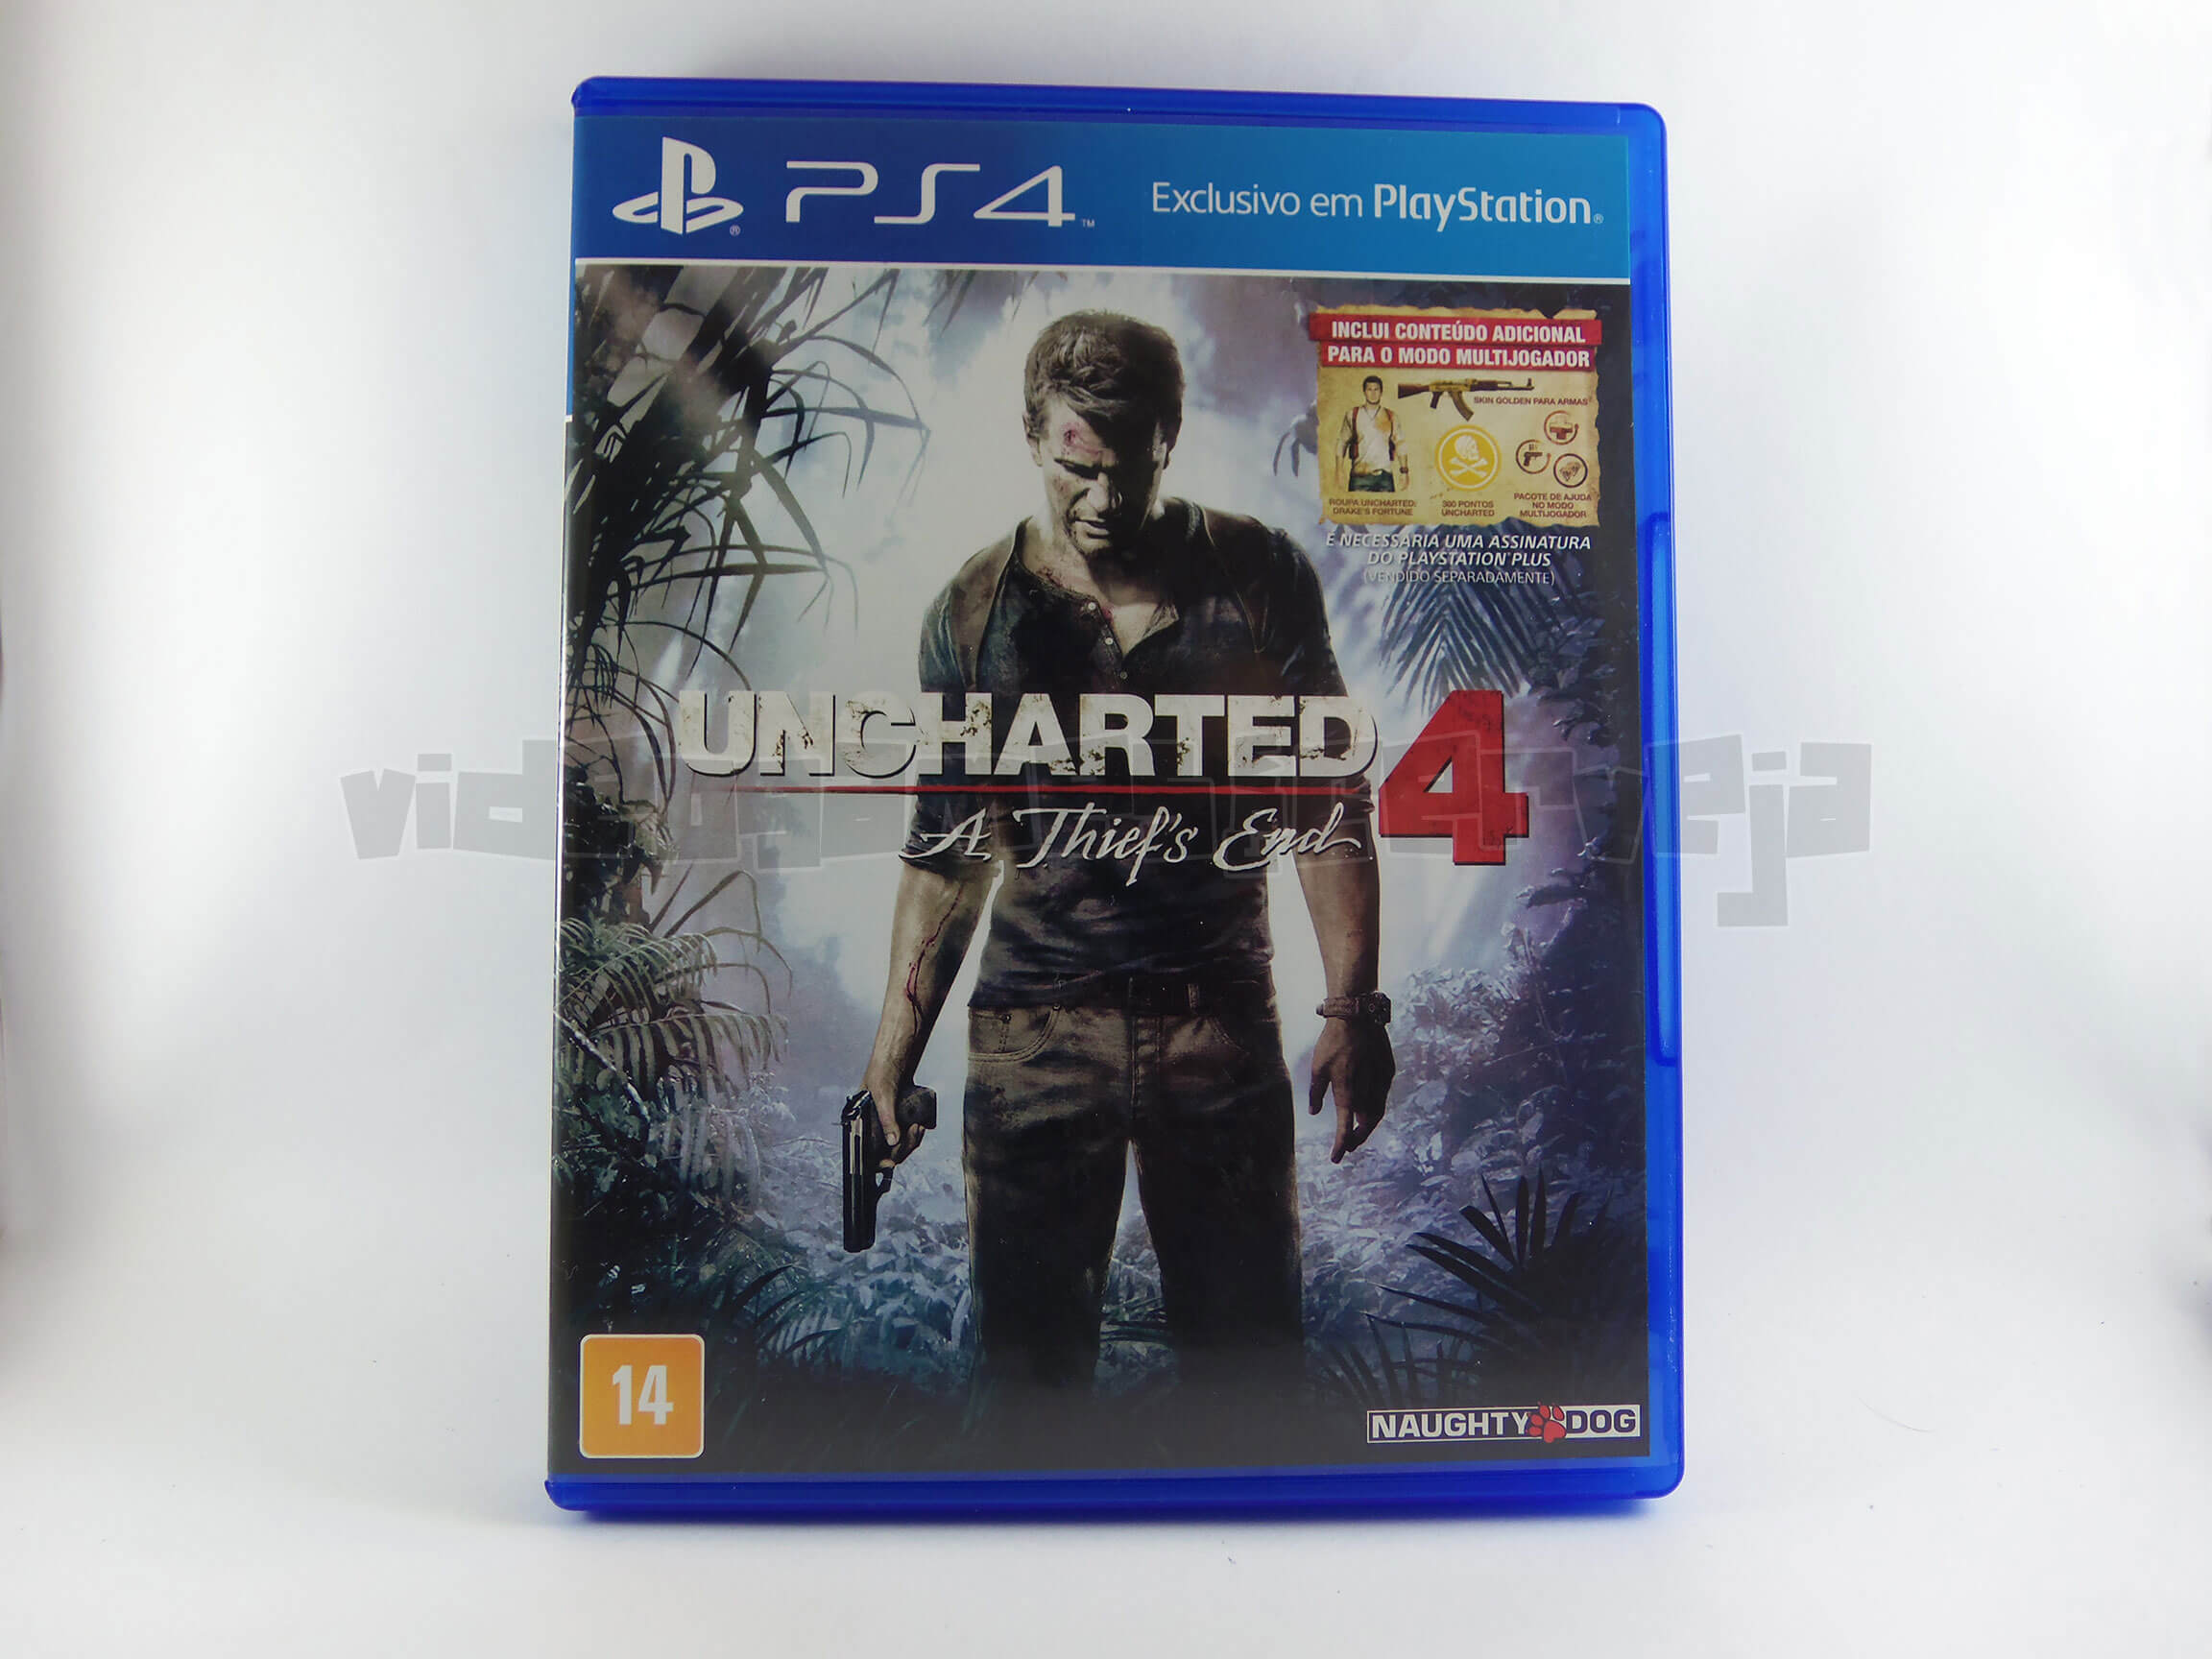 PS4™ Exclusivo em PlayStation®
INCLUI CONTEÚDO ADICIONAL
PARA O MODO MULTIJOGADOR
SKIN GOLDEN PARA ARMAS
ROUPA UNCHARTED: DRAKE'S FORTUNE
300 PONTOS UNCHARTED
PACOTE DE AJUDA NO MODO MULTIJOGADOR
É NECESSÁRIA UMA ASSINATURA
DO PLAYSTATION®PLUS
(VENDIDO SEPARADAMENTE)
UNCHARTED 4
A Thief's End
14
NAUGHTY DOG